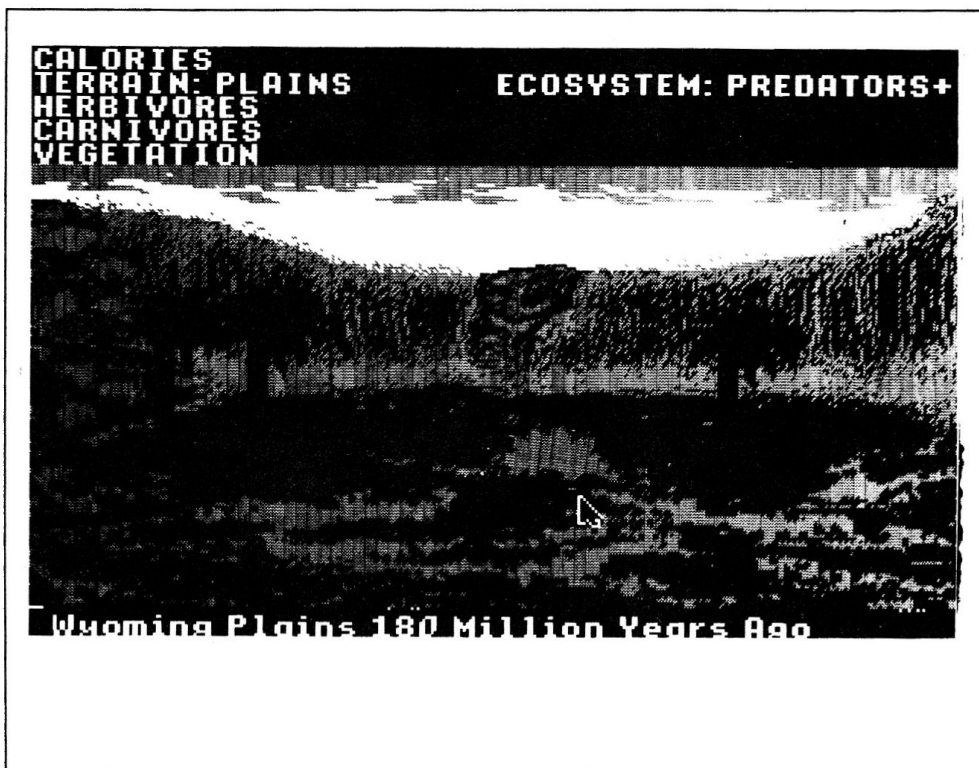 CALORIES
TERRAIN: PLAINS ECOSYSTEM: PREDATORS+
HERBIVORES
CARNIVORES
VEGETATION
Wyoming Plains 180 Million Years Ago